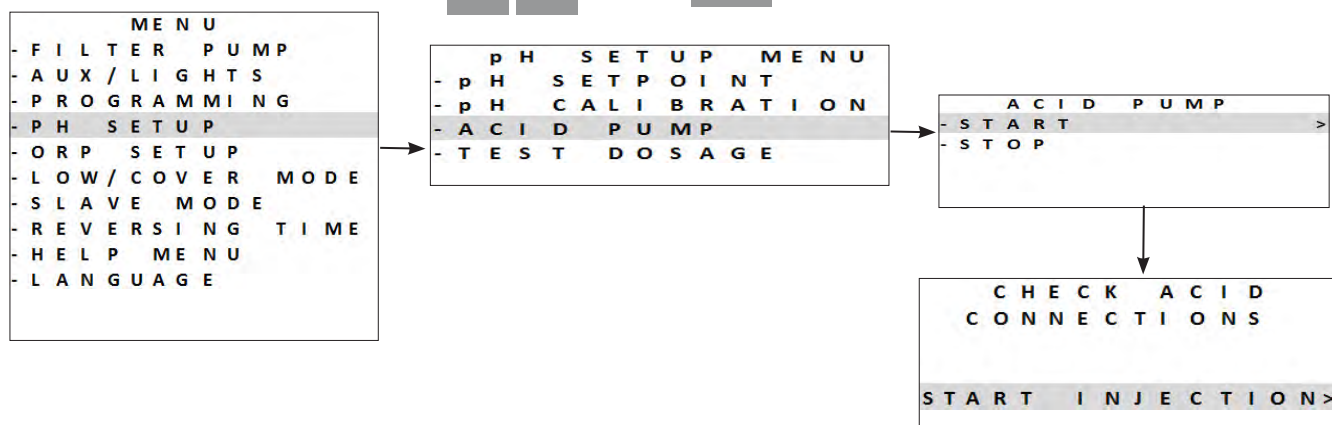 MENU
-FILTER PUMP
-AUX/LIGHTS
-PROGRAMMING
-PH SETUP
-ORP SETUP
-LOW/COVER MODE
-SLAVE MODE
-REVERSING TIME
-HELP MENU
-LANGUAGE
pH SETUP MENU
-pH SETPOINT
-pH CALIBRATION
-ACID PUMP
-TEST DOSAGE
ACID PUMP
-START >
-STOP
CHECK ACID
CONNECTIONS
START INJECTION>